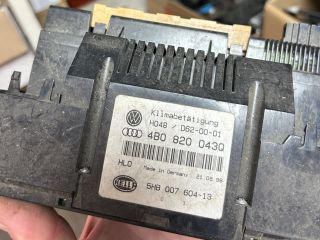 Klimabetätigung
H04B / D62-00-01
4B0 820 043Q
HLO Made in Germany 21.05.98
HELLA 5HB 007 604-13